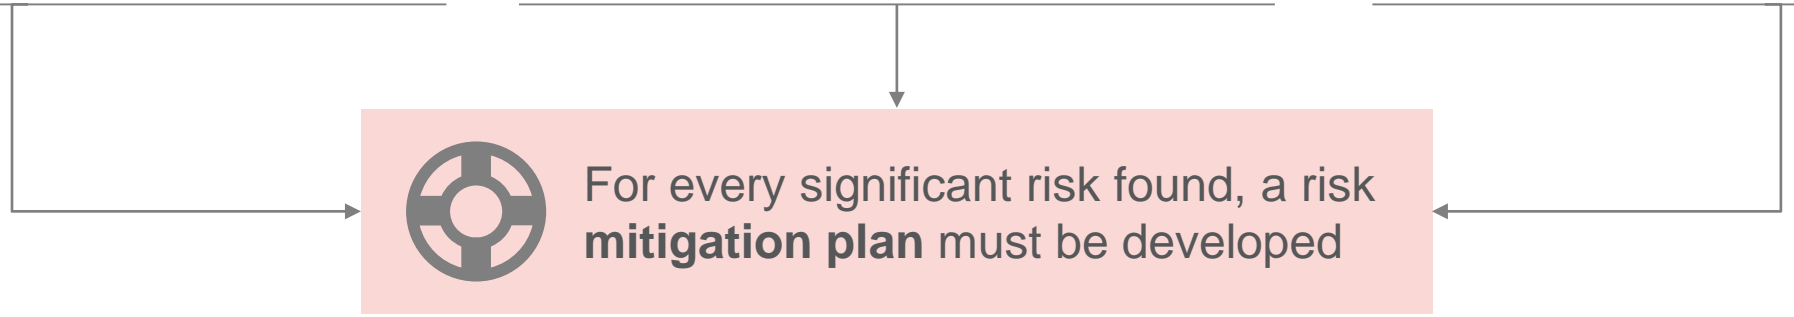 For every significant risk found, a risk
mitigation plan must be developed